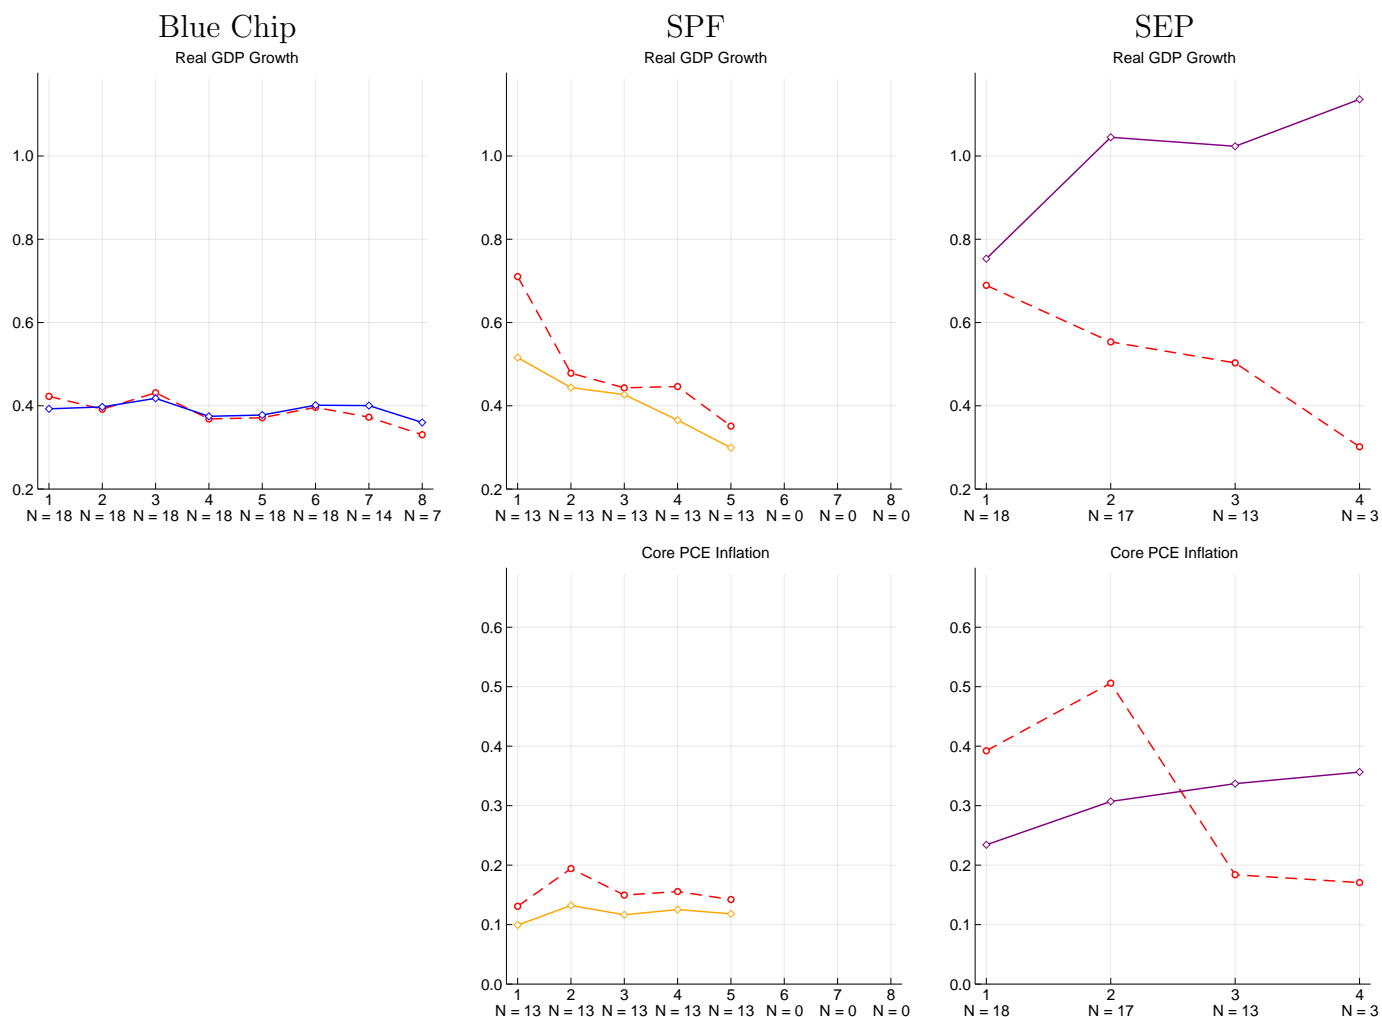 Blue Chip
SPF
SEP
Real GDP Growth
Real GDP Growth
Real GDP Growth
1.0
0.8
0.6
0.4
0.2
1 2 3 4 5 6 7 8
N = 18 N = 18 N = 18 N = 18 N = 18 N = 18 N = 14 N = 7
1.0
0.8
0.6
0.4
0.2
1 2 3 4 5 6 7 8
N = 13 N = 13 N = 13 N = 13 N = 13 N = 0 N = 0 N = 0
1.0
0.8
0.6
0.4
0.2
1 2 3 4
N = 18 N = 17 N = 13 N = 3
Core PCE Inflation
0.6
0.5
0.4
0.3
0.2
0.1
0.0
1 2 3 4 5 6 7 8
N = 13 N = 13 N = 13 N = 13 N = 13 N = 0 N = 0 N = 0
Core PCE Inflation
0.6
0.5
0.4
0.3
0.2
0.1
0.0
1 2 3 4
N = 18 N = 17 N = 13 N = 3